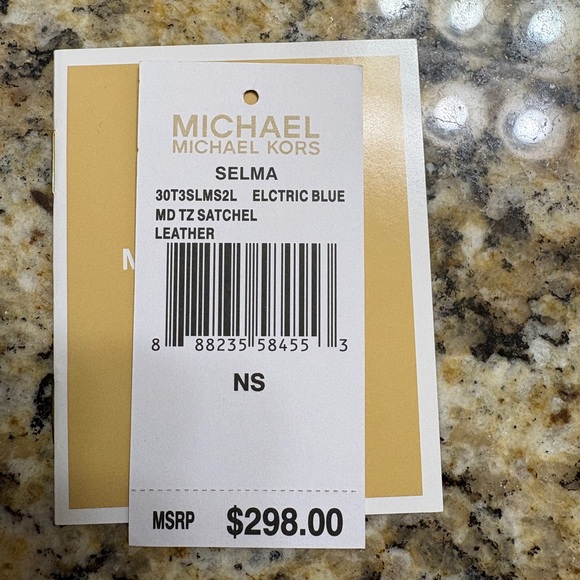 MICHAEL
MICHAEL KORS
SELMA
30T3SLMS2L ELCTRIC BLUE
MD TZ SATCHEL
LEATHER
8 88235 58455 3
NS
MSRP $298.00